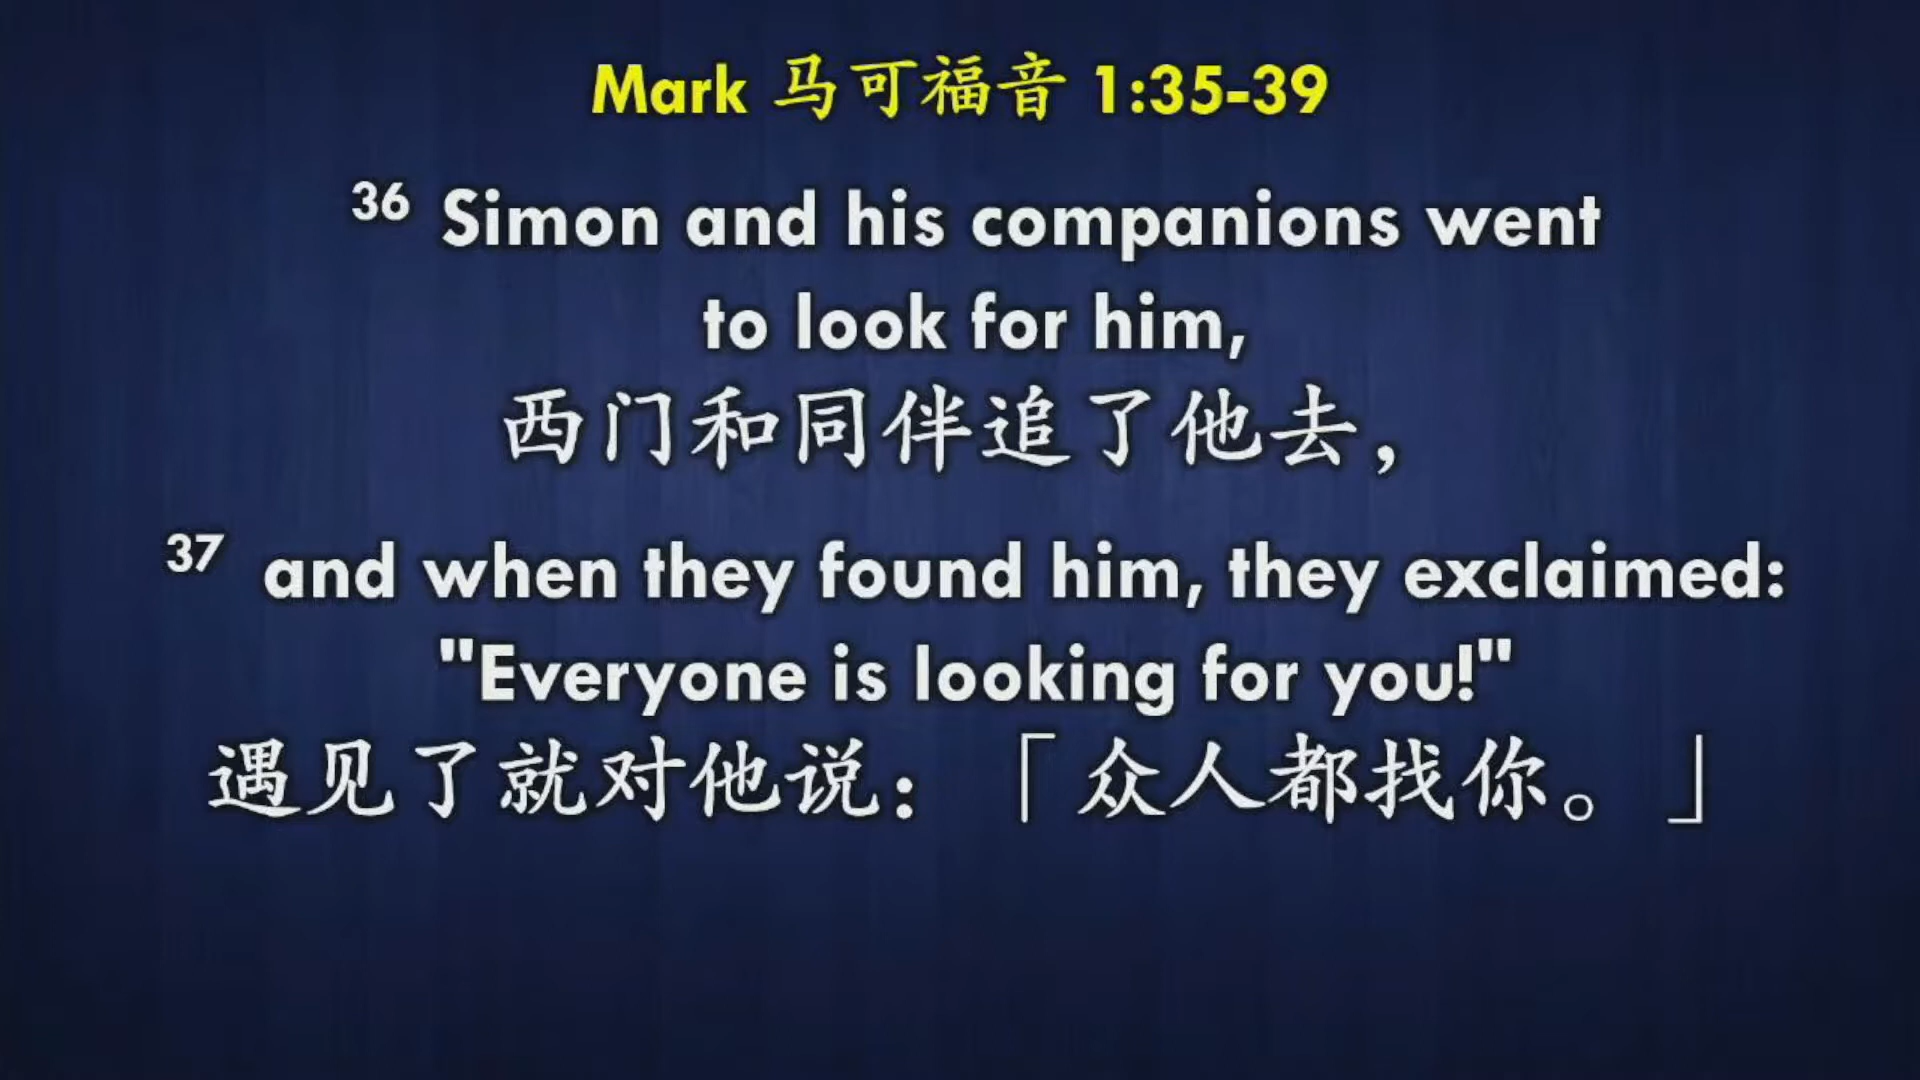 Mark 马可福音 1:35-39
36 Simon and his companions went
to look for him,
西门和同伴追了他去，
37 and when they found him, they exclaimed:
"Everyone is looking for you!"
遇见了就对他说：「众人都找你。」